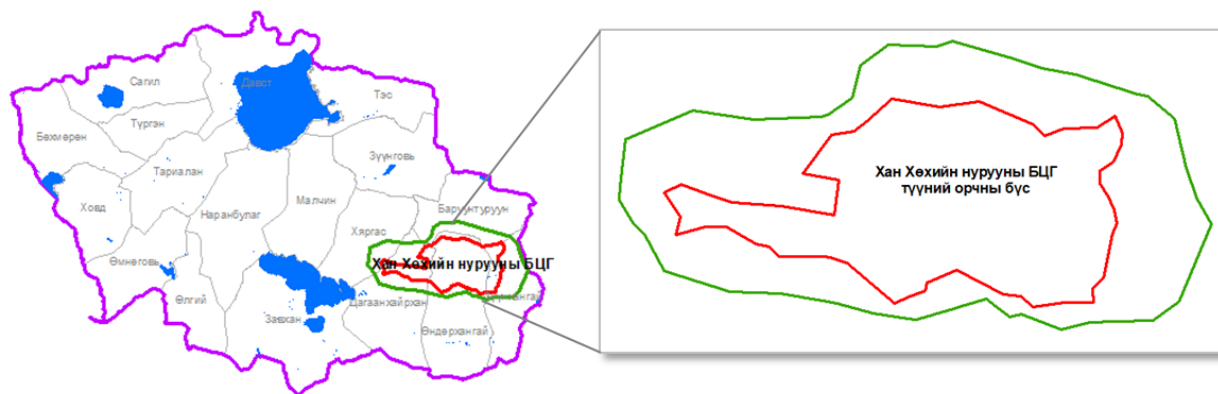 Сагил
Давст
Тэс
Түргэн
Бөхмөрөн
Зүүнговь
Тариалан
Малчин
Ховд
Наранбулаг
Баруунтуруун
Хяргас
Өмнөговь
Хан Хөхийн нурууны БЦГ
Өлгий
Цагаанхайрхан
Завхан
Өндөрхангай
Хан Хөхийн нурууны БЦГ
түүний орчны бүс